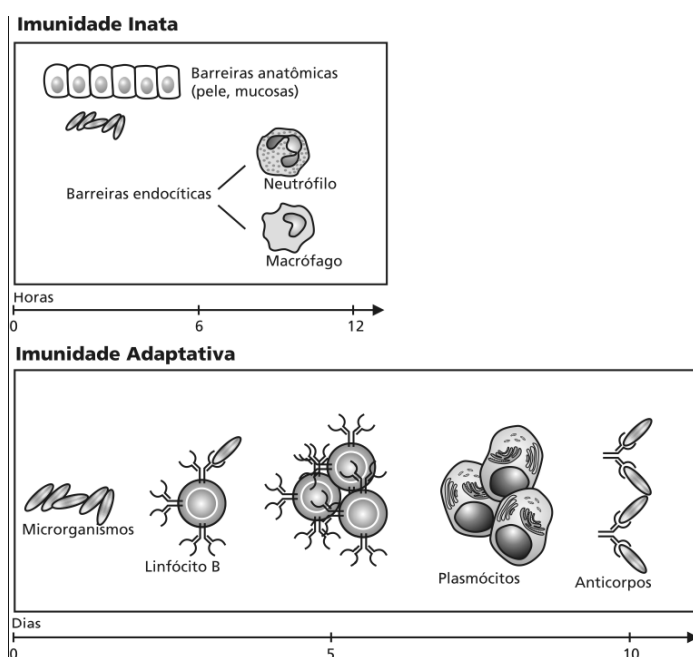 Imunidade Inata
Barreiras anatômicas
(pele, mucosas)
Neutrófilo
Barreiras endocíticas
Macrófago
Horas
0 6 12
Imunidade Adaptativa
Microrganismos
Linfócito B
Plasmócitos
Anticorpos
Dias
0 5 10